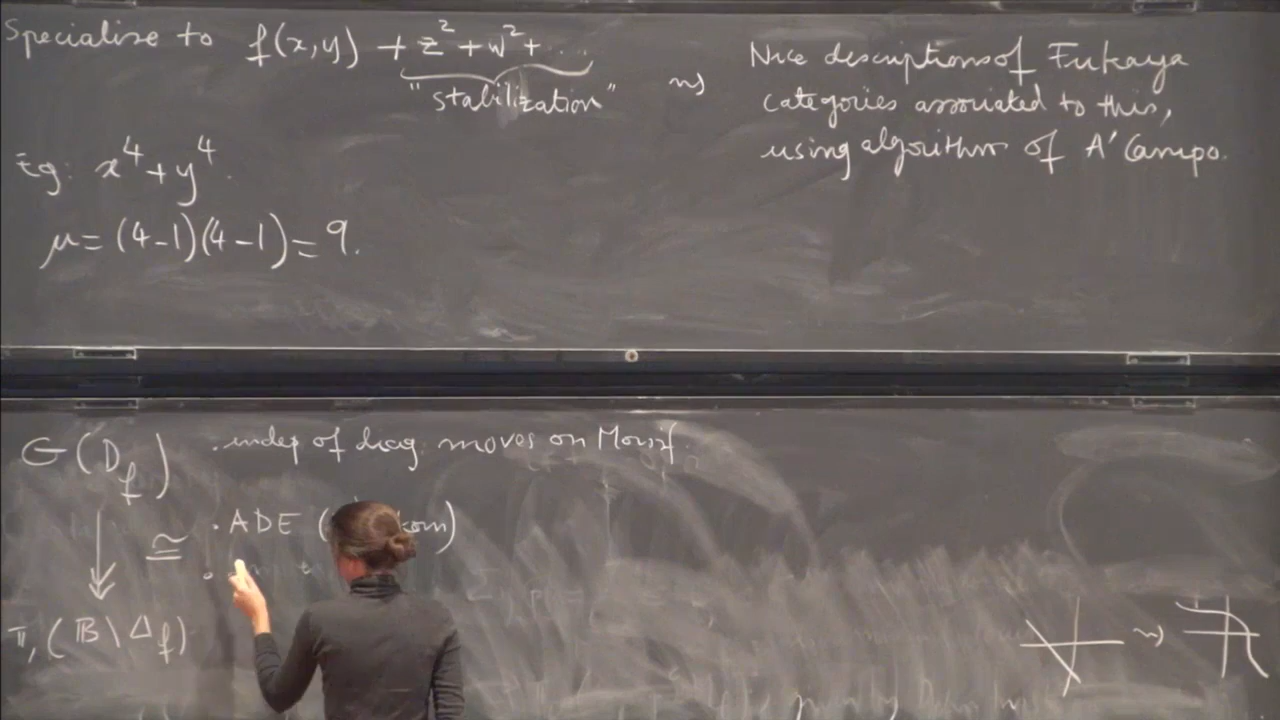 Specialise to f(x,y) + z² + w² + ...
"stabilization"
⇝ Nice descriptions of Fukaya
categories associated to this,
using algorithm of A'Campo.
Eg: x⁴ + y⁴.
μ = (4-1)(4-1) = 9.
G(D_f) · indep of diag. moves on Morsif
↓ ≅ · ADE (
π₁(B \ Δ_f)
⇝